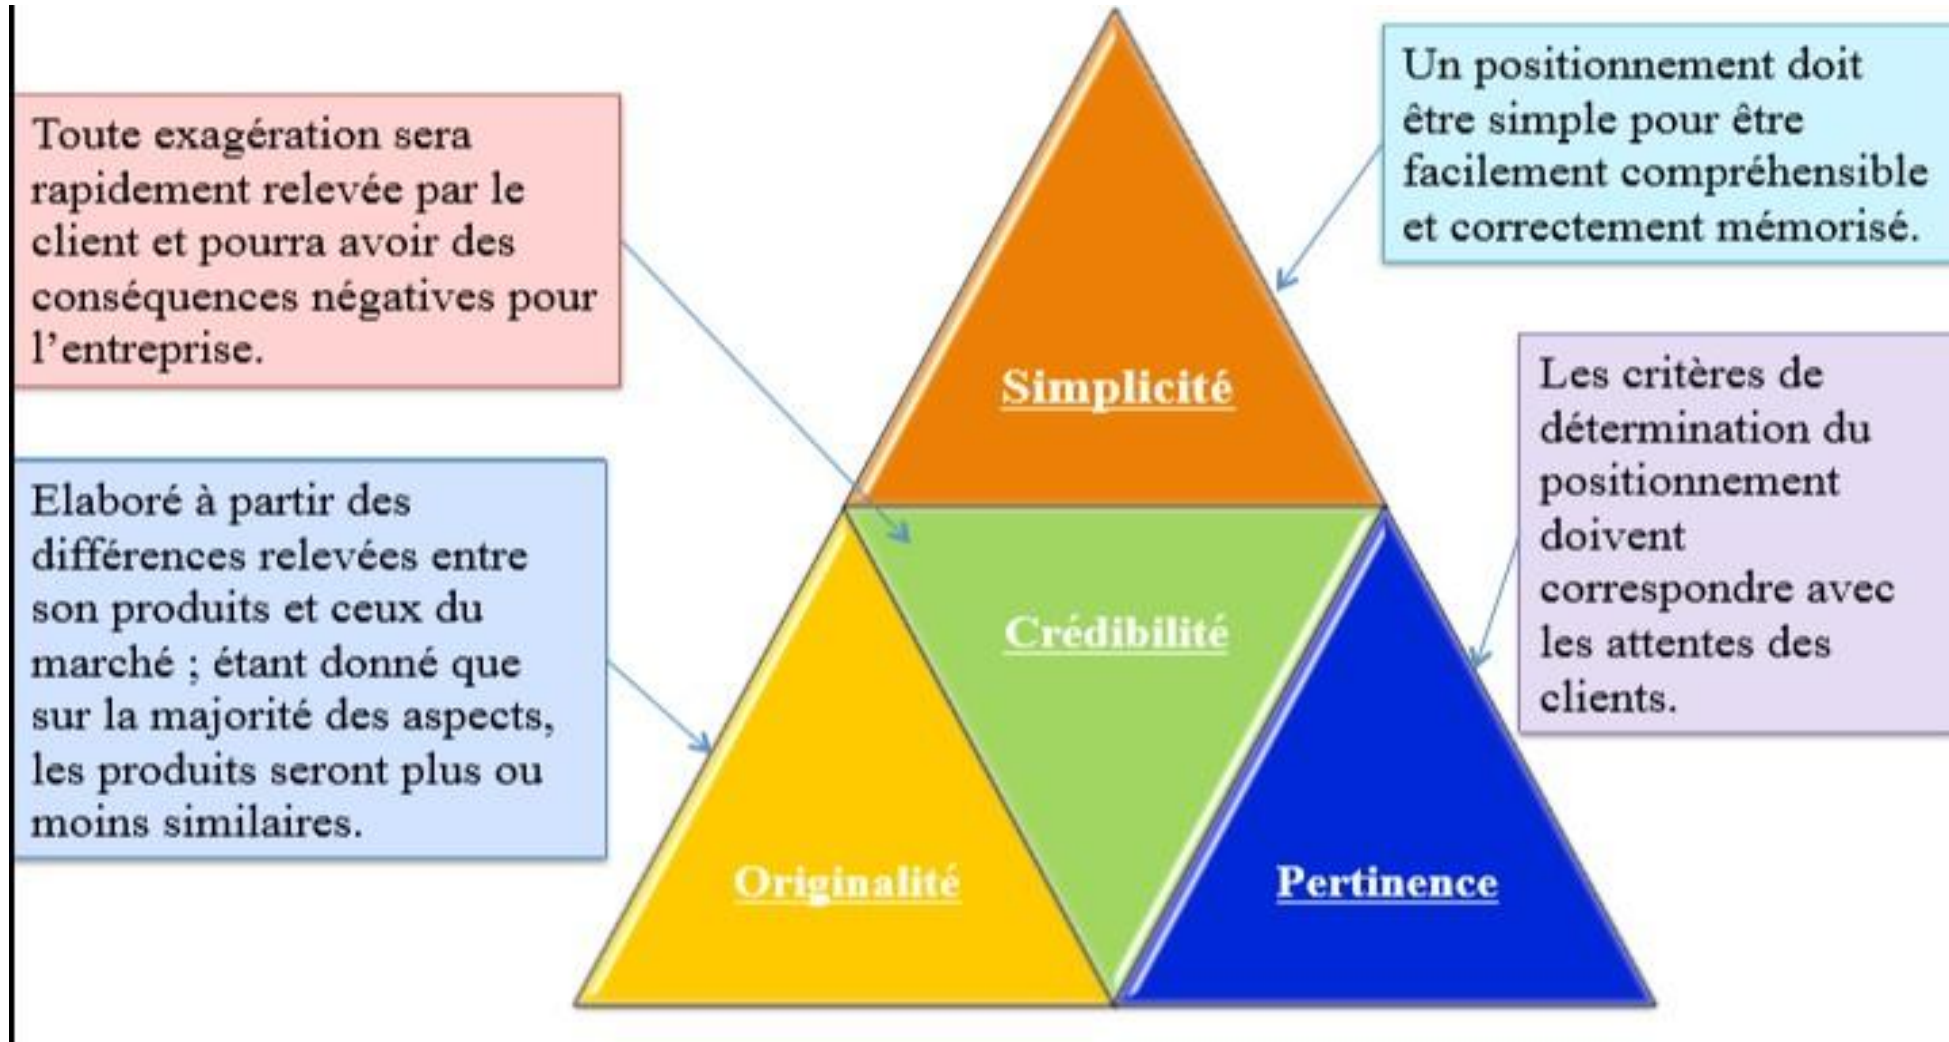 Toute exagération sera
rapidement relevée par le
client et pourra avoir des
conséquences négatives pour
l'entreprise.
Un positionnement doit
être simple pour être
facilement compréhensible
et correctement mémorisé.
Simplicité
Elaboré à partir des
différences relevées entre
son produits et ceux du
marché ; étant donné que
sur la majorité des aspects,
les produits seront plus ou
moins similaires.
Les critères de
détermination du
positionnement
doivent
correspondre avec
les attentes des
clients.
Crédibilité
Originalité
Pertinence